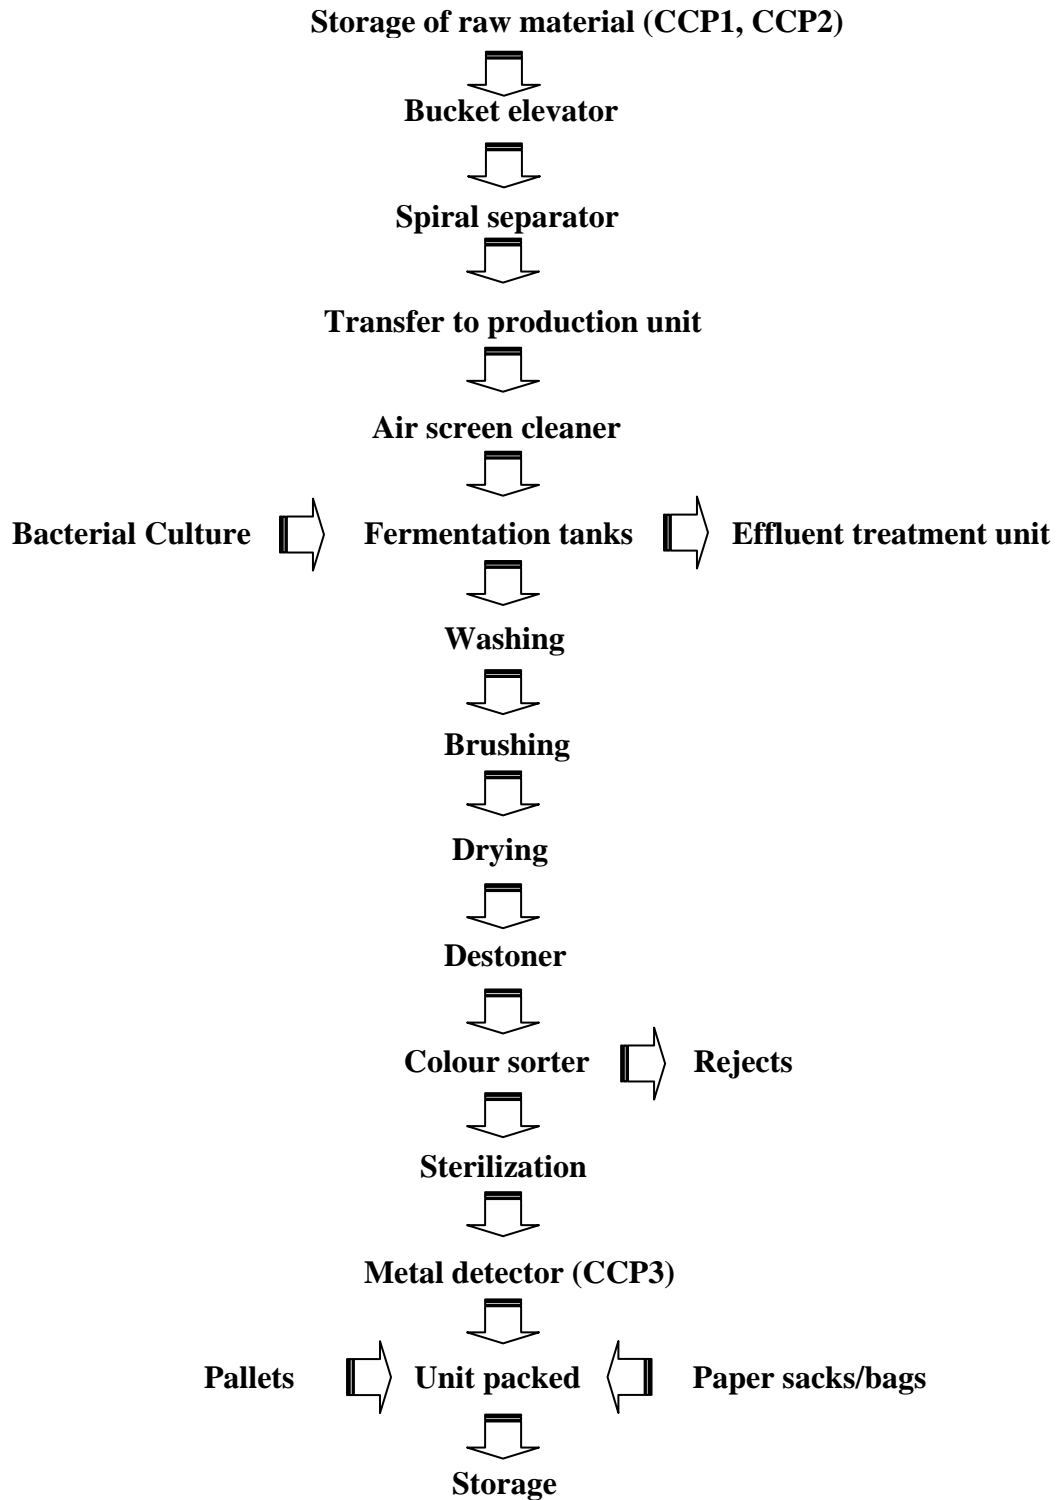 Storage of raw material (CCP1, CCP2)
Bucket elevator
Spiral separator
Transfer to production unit
Air screen cleaner
Bacterial Culture Fermentation tanks Effluent treatment unit
Washing
Brushing
Drying
Destoner
Colour sorter Rejects
Sterilization
Metal detector (CCP3)
Pallets Unit packed Paper sacks/bags
Storage